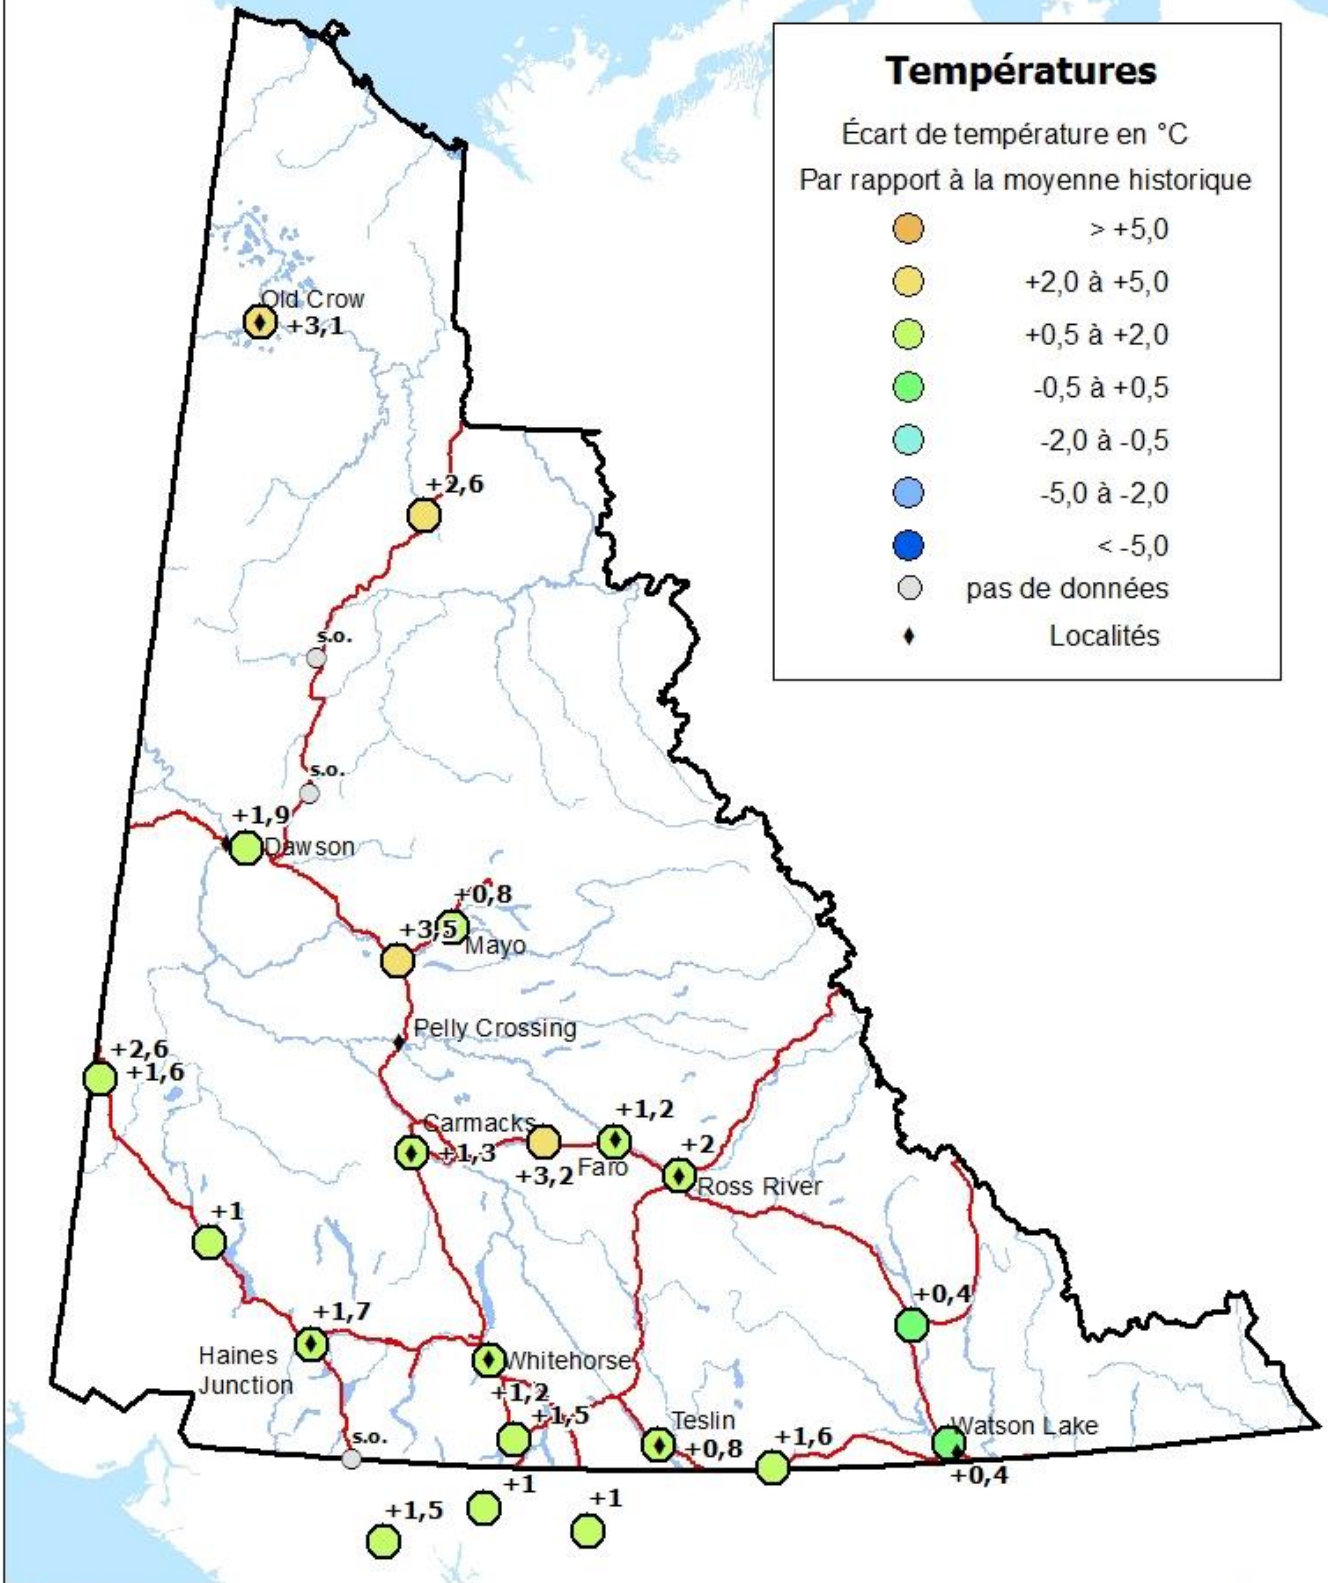 Températures
Écart de température en °C
Par rapport à la moyenne historique
> +5,0
+2,0 à +5,0
+0,5 à +2,0
-0,5 à +0,5
-2,0 à -0,5
-5,0 à -2,0
< -5,0
pas de données
Localités
Old Crow
+3,1
+2,6
s.o.
s.o.
+1,9
Dawson
+0,8
+3,5
Mayo
Pelly Crossing
+2,6
+1,6
Carmacks
+1,3
+3,2
+1,2
Faro
+2
Ross River
+1
+1,7
Haines
Junction
Whitehorse
+1,2
+1,5
+0,4
Teslin
+0,8
+1,6
Watson Lake
+0,4
s.o.
+1,5
+1
+1